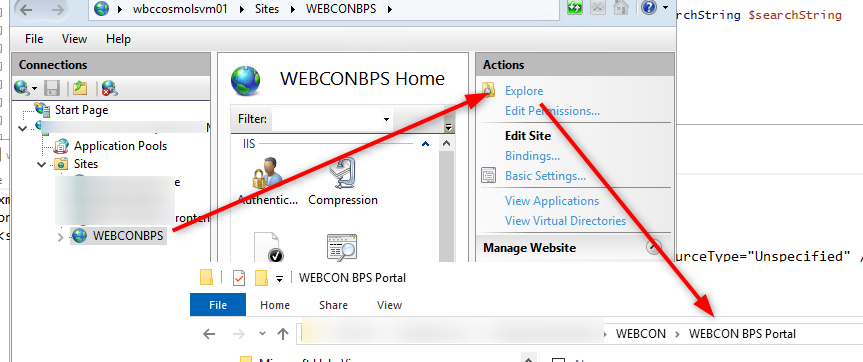 wbccosmolsvm01 Sites WEBCONBPS
rchString $searchString
File View Help
Connections
Start Page
Application Pools
Sites
WEBCONBPS
WEBCONBPS Home
Filter:
IIS
Authentic... Compression
Actions
Explore
Edit Permissions...
Edit Site
Bindings...
Basic Settings...
View Applications
View Virtual Directories
Manage Website
urceType="Unspecified" /
WEBCON BPS Portal
File Home Share View
WEBCON WEBCON BPS Portal